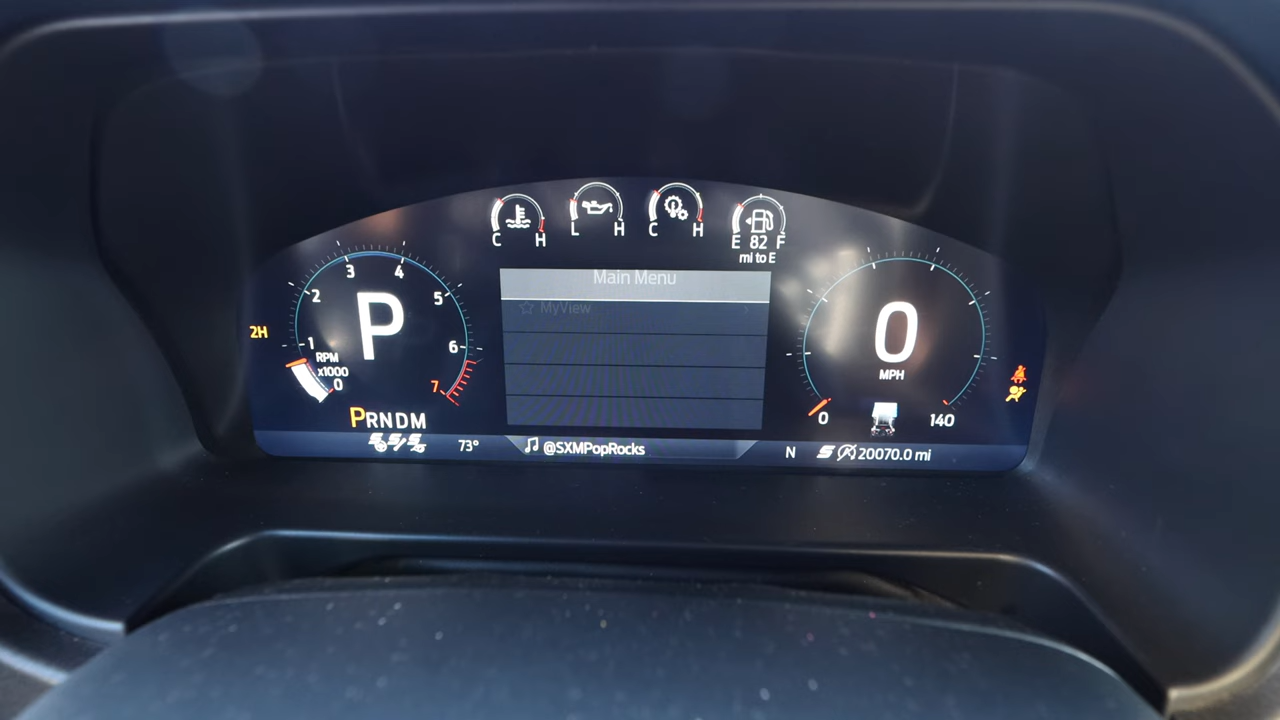 C H
L H
C H
E 82 F
mi to E
Main Menu
MyView
1
2
3
4
5
6
7
0
RPM
x1000
P
2H
PRNDM
0
MPH
0
140
73°
@SXMPopRocks
N
20070.0 mi